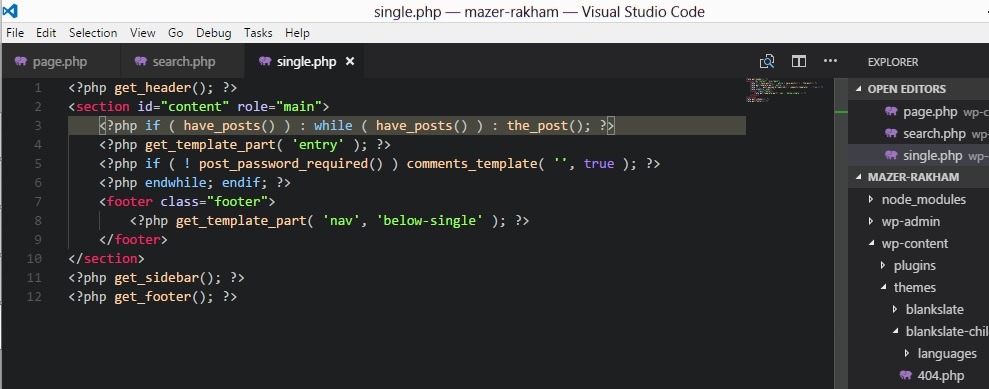 single.php — mazer-rakham — Visual Studio Code
File Edit Selection View Go Debug Tasks Help
page.php search.php single.php
1 <?php get_header(); ?>
2 <section id="content" role="main">
3 <?php if ( have_posts() ) : while ( have_posts() ) : the_post(); ?>
4 <?php get_template_part( 'entry' ); ?>
5 <?php if ( ! post_password_required() ) comments_template( '', true ); ?>
6 <?php endwhile; endif; ?>
7 <footer class="footer">
8 <?php get_template_part( 'nav', 'below-single' ); ?>
9 </footer>
10 </section>
11 <?php get_sidebar(); ?>
12 <?php get_footer(); ?>
EXPLORER
OPEN EDITORS
page.php wp-c
search.php wp-
single.php wp-
MAZER-RAKHAM
node_modules
wp-admin
wp-content
plugins
themes
blankslate
blankslate-chil
languages
404.php